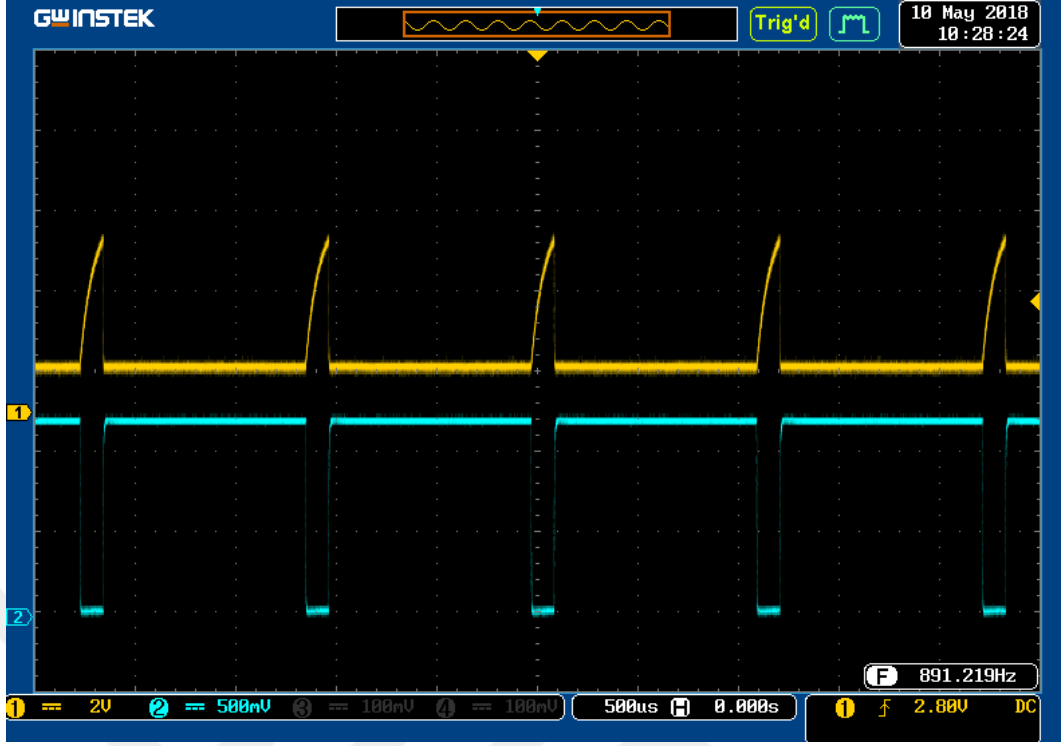 GWINSTEK
Trig'd
10 May 2018
10:28:24
1
2
F 891.219Hz
1 2V 2 500mV 3 100mV 4 100mV 500us H 0.000s 1 2.80V DC